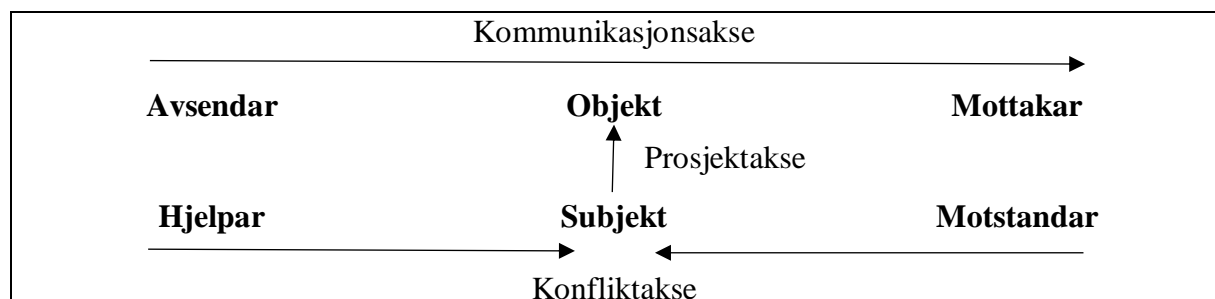 Kommunikasjonsakse
Avsendar Objekt Mottakar
Prosjektakse
Hjelpar Subjekt Motstandar
Konfliktakse